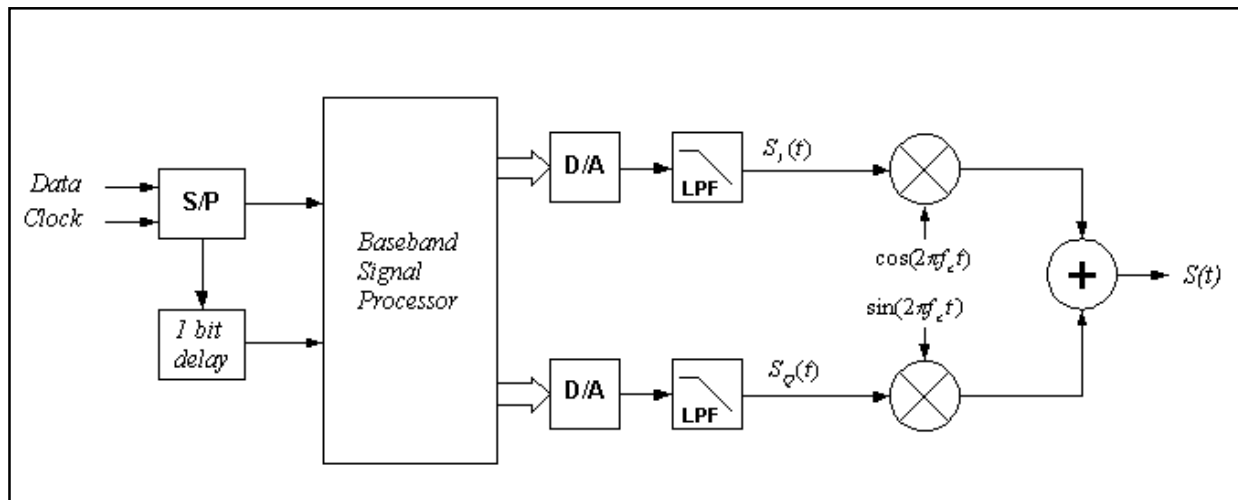 Data
Clock
S/P
1 bit
delay
Baseband
Signal
Processor
D/A
LPF
S_I(t)
cos(2πf_c t)
sin(2πf_c t)
D/A
LPF
S_Q(t)
+
S(t)